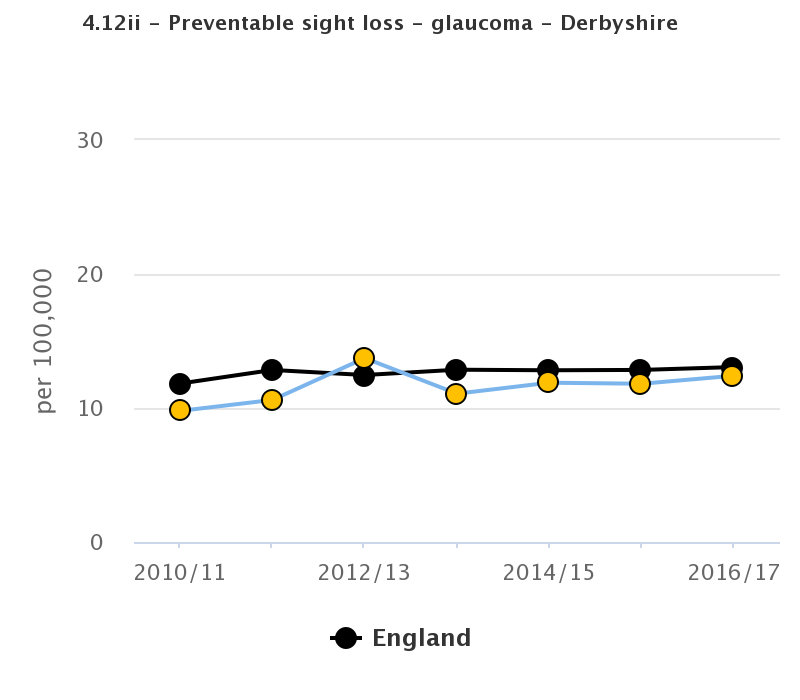 4.12ii – Preventable sight loss – glaucoma – Derbyshire
per 100,000
30
20
10
0
2010/11 2012/13 2014/15 2016/17
England